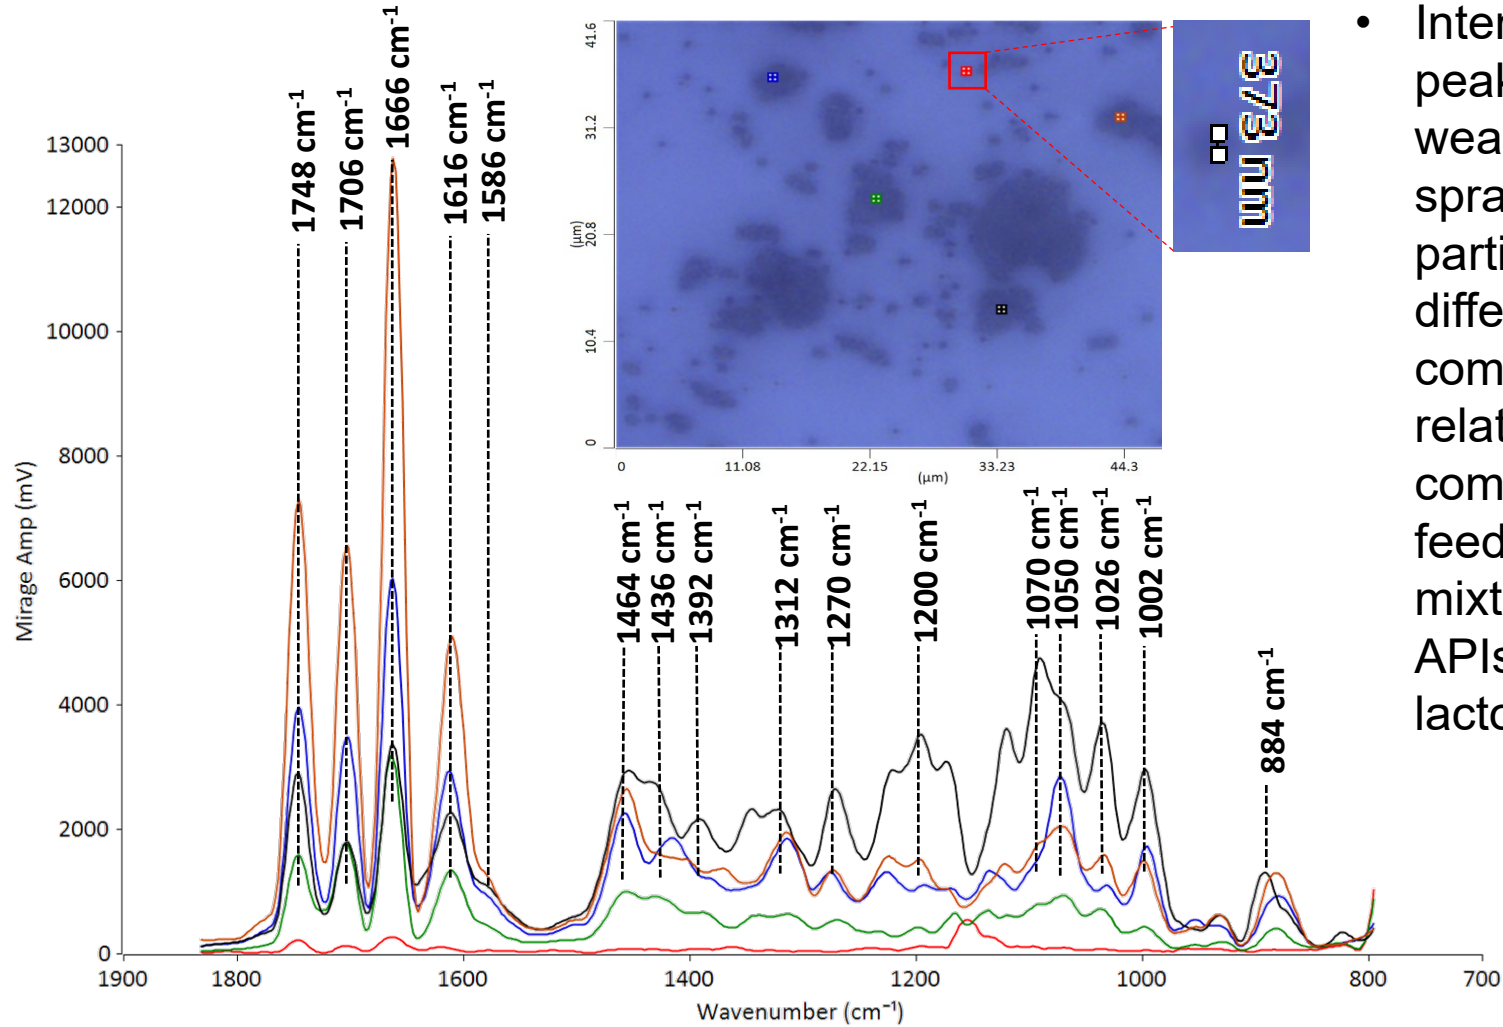 1748 cm-1
1706 cm-1
1666 cm-1
1616 cm-1
1586 cm-1
13000
12000
10000
8000
6000
4000
2000
0
Mirage Amp (mV)
41.6
31.2
20.8
10.4
0
(µm)
0
11.08
22.15
33.23
44.3
(µm)
373 nm
1464 cm-1
1436 cm-1
1392 cm-1
1312 cm-1
1270 cm-1
1200 cm-1
1070 cm-1
1050 cm-1
1026 cm-1
1002 cm-1
884 cm-1
1900
1800
1600
1400
1200
1000
800
700
Wavenumber (cm⁻¹)
• Inter
peak
wea
spra
parti
diffe
com
relat
com
feed
mixt
APIs
lacto